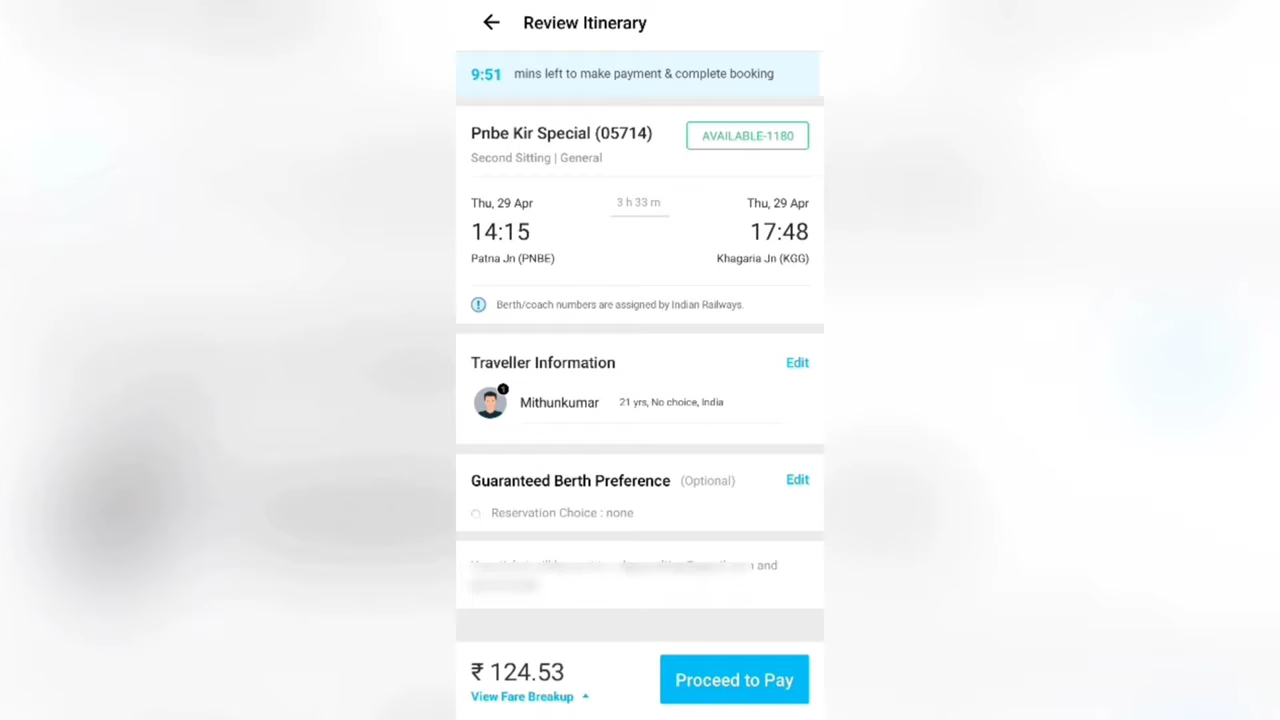 Review Itinerary
9:51 mins left to make payment & complete booking
Pnbe Kir Special (05714) AVAILABLE-1180
Second Sitting | General
Thu, 29 Apr 3 h 33 m Thu, 29 Apr
14:15 17:48
Patna Jn (PNBE) Khagaria Jn (KGG)
Berth/coach numbers are assigned by Indian Railways.
Traveller Information Edit
1
Mithunkumar 21 yrs, No choice, India
Guaranteed Berth Preference (Optional) Edit
Reservation Choice : none
and
₹ 124.53
View Fare Breakup
Proceed to Pay